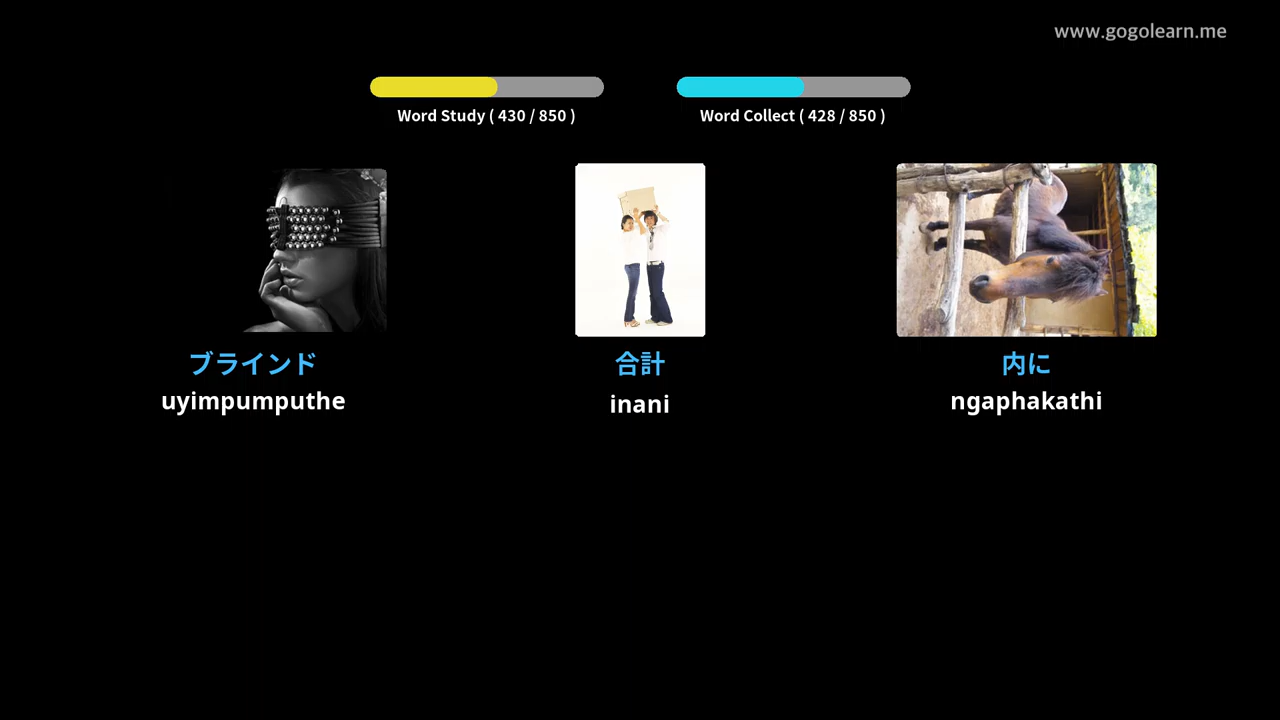 www.gogolearn.me
Word Study ( 430 / 850 )
Word Collect ( 428 / 850 )
ブラインド
uyimpumputhe
合計
inani
内に
ngaphakathi